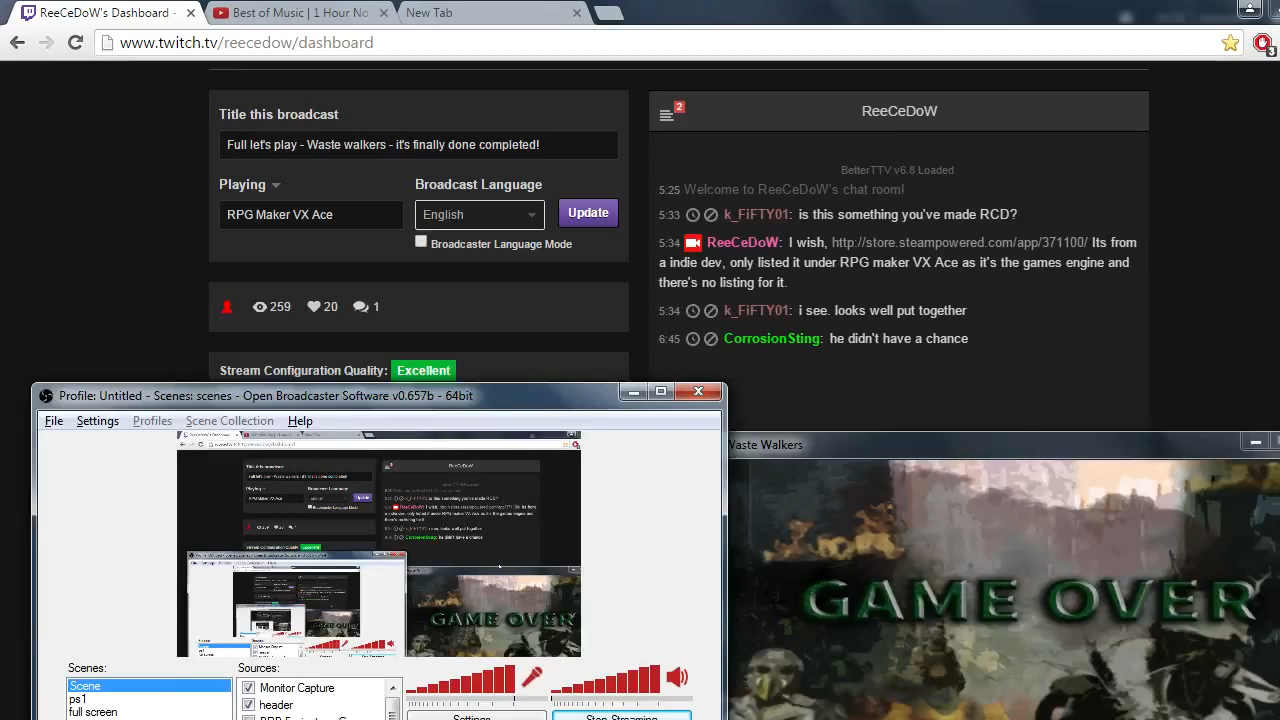 ReeCeDoW's Dashboard -
Best of Music | 1 Hour No
New Tab
www.twitch.tv/reecedow/dashboard
3
Title this broadcast
Full let's play - Waste walkers - it's finally done completed!
Playing
Broadcast Language
RPG Maker VX Ace
English
Update
Broadcaster Language Mode
259
20
1
Stream Configuration Quality: Excellent
2
ReeCeDoW
BetterTTV v6.8 Loaded.
5:25 Welcome to ReeCeDoW's chat room!
5:33 k_FiFTY01: is this something you've made RCD?
5:34 ReeCeDoW: I wish, http://store.steampowered.com/app/371100/ Its from
a indie dev, only listed it under RPG maker VX Ace as it's the games engine and
there's no listing for it.
5:34 k_FiFTY01: i see. looks well put together
6:45 CorrosionSting: he didn't have a chance
Profile: Untitled - Scenes: scenes - Open Broadcaster Software v0.657b - 64bit
File Settings Profiles Scene Collection Help
Scenes:
Scene
ps1
full screen
Sources:
Monitor Capture
header
Settings
Stop Streaming
Waste Walkers
GAME OVER